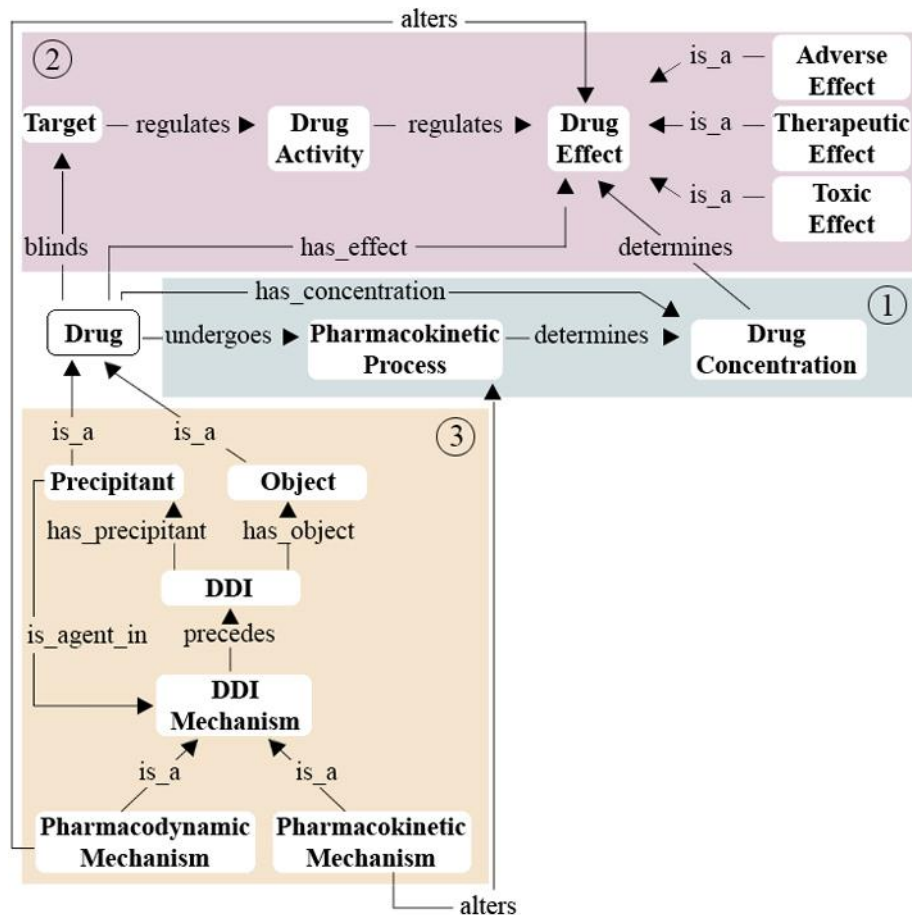 alters
②
is_a
Adverse
Effect
Target
regulates
Drug
Activity
regulates
Drug
Effect
is_a
Therapeutic
Effect
is_a
Toxic
Effect
blinds
has_effect
determines
has_concentration
①
Drug
undergoes
Pharmacokinetic
Process
determines
Drug
Concentration
is_a
is_a
③
Precipitant
Object
has_precipitant
has_object
DDI
is_agent_in
precedes
DDI
Mechanism
is_a
is_a
Pharmacodynamic
Mechanism
Pharmacokinetic
Mechanism
alters